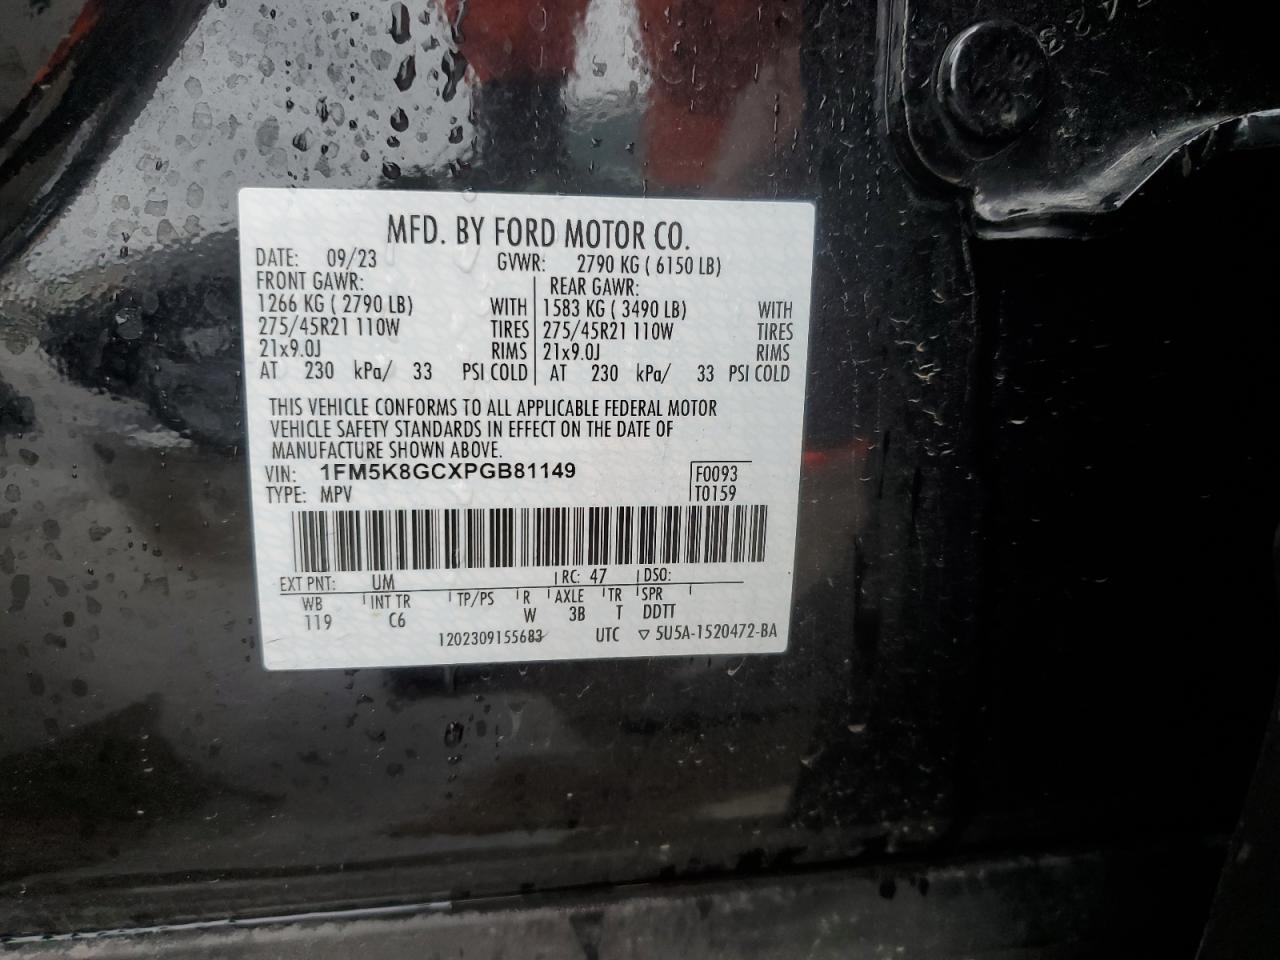 MFD. BY FORD MOTOR CO.
DATE: 09/23 GVWR: 2790 KG ( 6150 LB)
FRONT GAWR: REAR GAWR:
1266 KG ( 2790 LB) WITH 1583 KG ( 3490 LB) WITH
275/45R21 110W TIRES 275/45R21 110W TIRES
21x9.0J RIMS 21x9.0J RIMS
AT 230 kPa/ 33 PSI COLD AT 230 kPa/ 33 PSI COLD
THIS VEHICLE CONFORMS TO ALL APPLICABLE FEDERAL MOTOR
VEHICLE SAFETY STANDARDS IN EFFECT ON THE DATE OF
MANUFACTURE SHOWN ABOVE.
VIN: 1FM5K8GCXPGB81149 F0093
TYPE: MPV T0159
EXT PNT: UM RC: 47 DSO:
WB INT TR TP/PS R AXLE TR SPR
119 C6 W 3B T DDTT
1202309155683 UTC ▽ 5U5A-1520472-BA